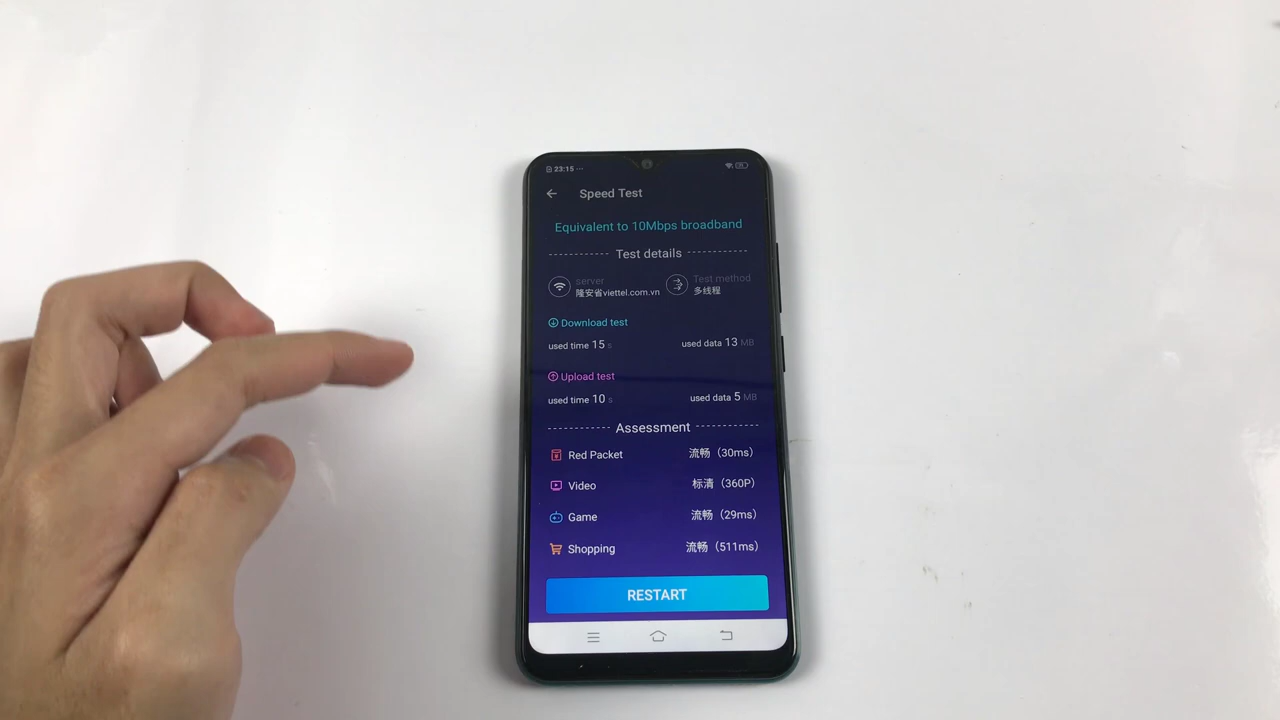 23:15 ...
Speed Test
Equivalent to 10Mbps broadband
Test details
server
隆安省viettel.com.vn
Test method
多线程
Download test
used time 15 s
used data 13 MB
Upload test
used time 10 s
used data 5 MB
Assessment
Red Packet 流畅（30ms）
Video 标清（360P）
Game 流畅（29ms）
Shopping 流畅（511ms）
RESTART